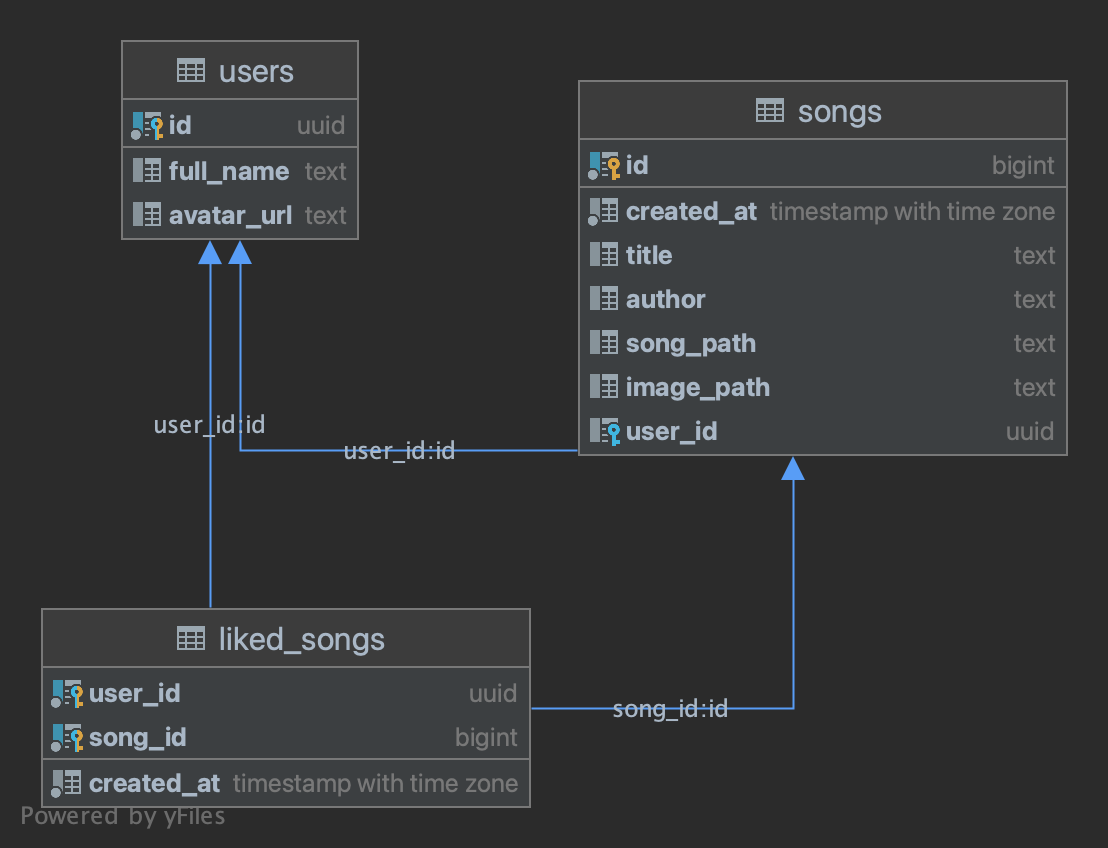 users
id uuid
full_name text
avatar_url text
songs
id bigint
created_at timestamp with time zone
title text
author text
song_path text
image_path text
user_id uuid
user_id:id
user_id:id
liked_songs
user_id uuid
song_id bigint
created_at timestamp with time zone
song_id:id
Powered by yFiles